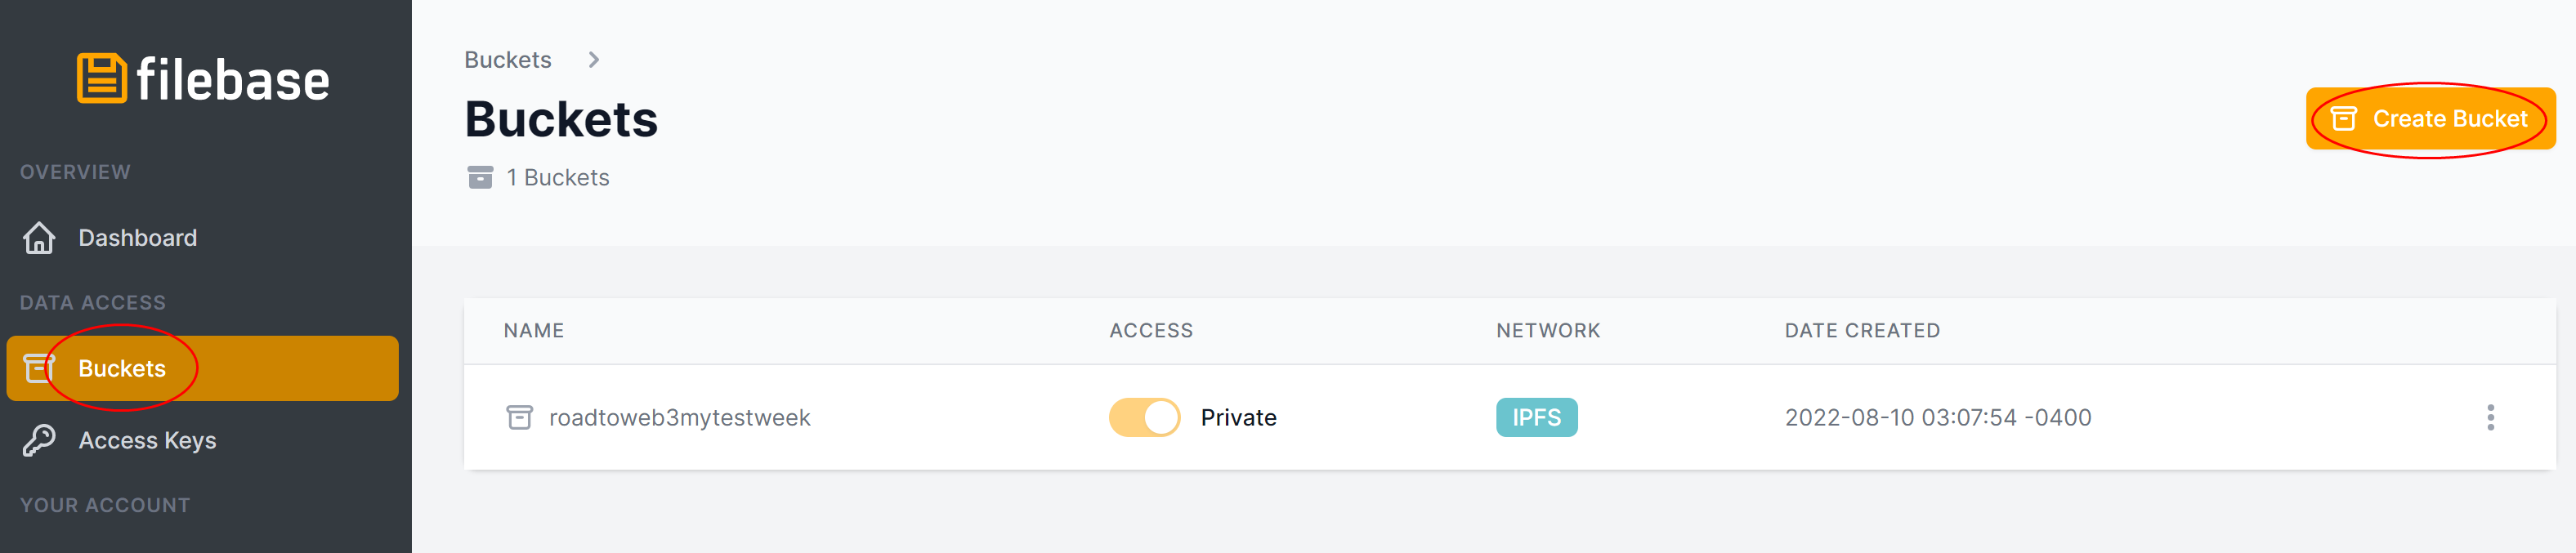 filebase
OVERVIEW
Dashboard
DATA ACCESS
Buckets
Access Keys
YOUR ACCOUNT
Buckets
Buckets
1 Buckets
Create Bucket
NAME ACCESS NETWORK DATE CREATED
roadtoweb3mytestweek Private IPFS 2022-08-10 03:07:54 -0400